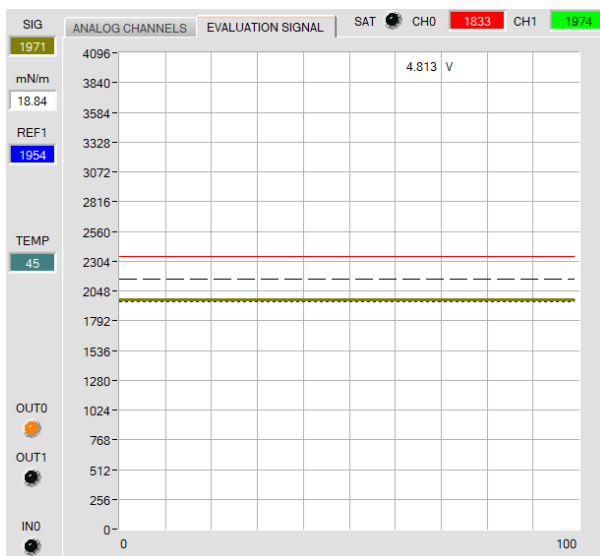 SIG
1971
mN/m
18.84
REF1
1954
TEMP
45
OUT0
OUT1
IN0
ANALOG CHANNELS
EVALUATION SIGNAL
SAT
CH0
1833
CH1
1974
4.813 V
4096
3840
3584
3328
3072
2816
2560
2304
2048
1792
1536
1280
1024
768
512
256
0
0
100